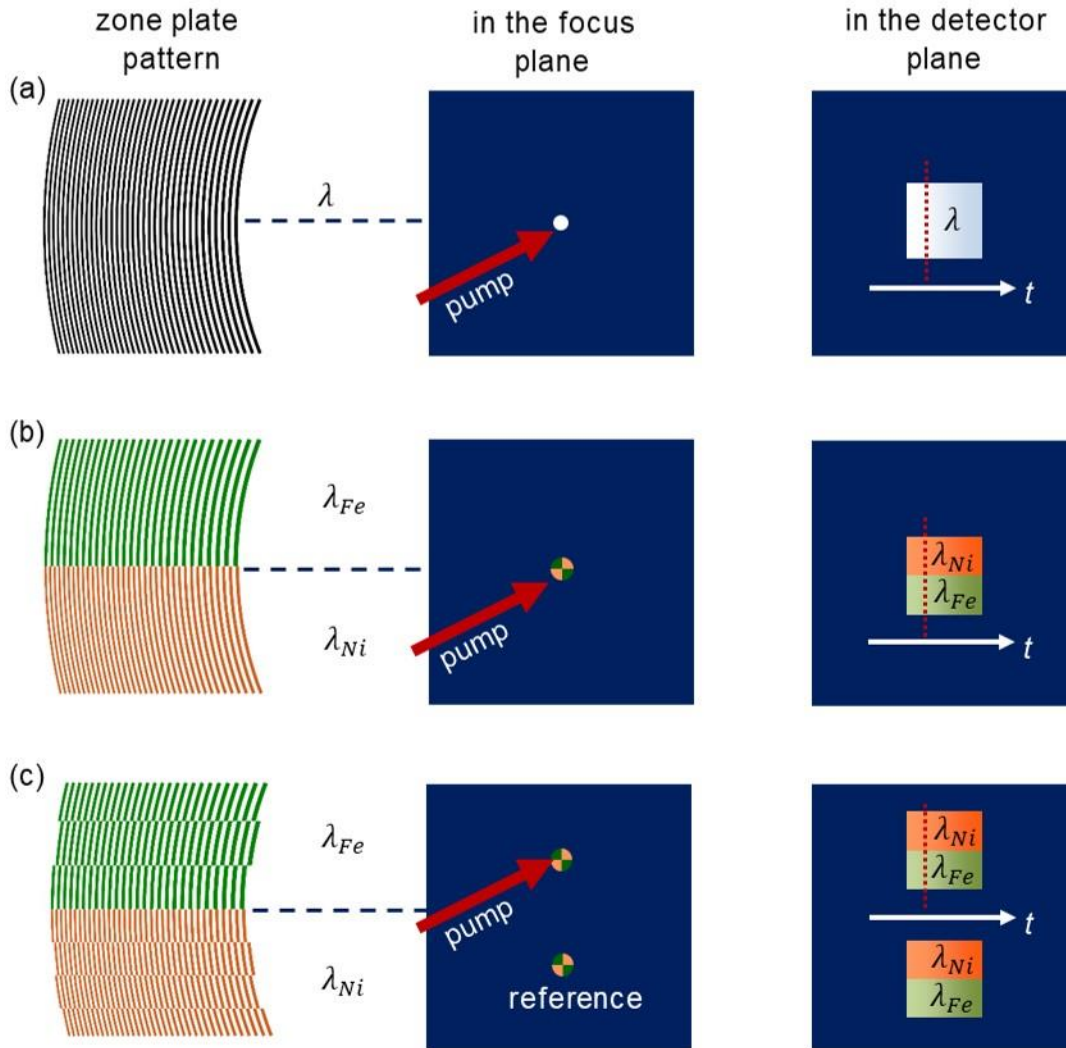 zone plate
pattern
in the focus
plane
in the detector
plane
(a)
λ
pump
λ
t
(b)
λ_Fe
λ_Ni
pump
λ_Ni
λ_Fe
t
(c)
λ_Fe
λ_Ni
pump
reference
λ_Ni
λ_Fe
t
λ_Ni
λ_Fe